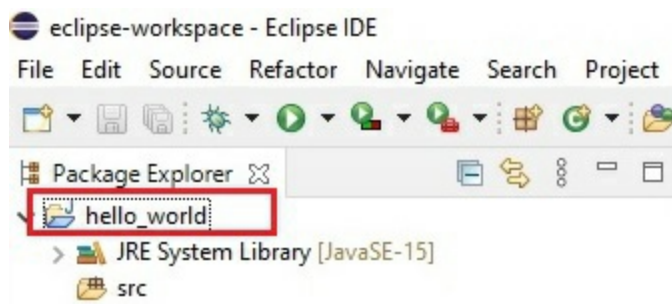 eclipse-workspace - Eclipse IDE
File Edit Source Refactor Navigate Search Project
Package Explorer
hello_world
JRE System Library [JavaSE-15]
src